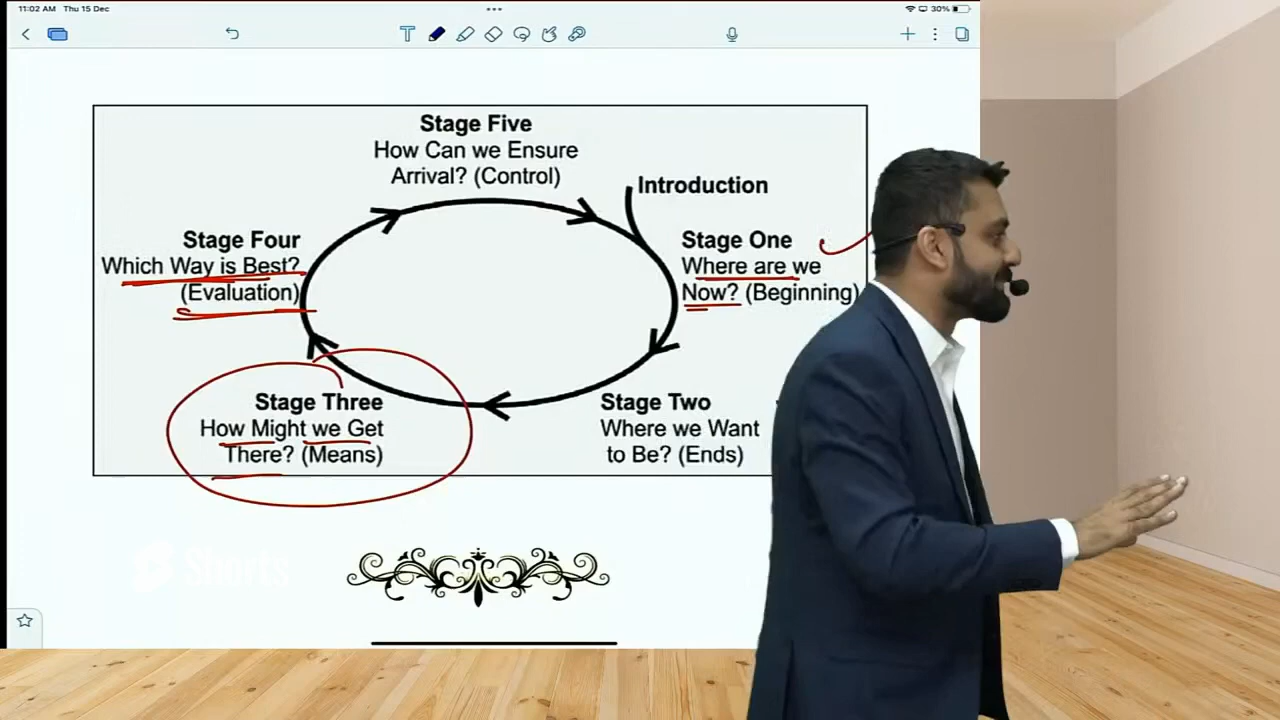 11:02 AM Thu 15 Dec
30%
T
Stage Five
How Can we Ensure
Arrival? (Control)
Introduction
Stage Four
Which Way is Best?
(Evaluation)
Stage One
Where are we
Now? (Beginning)
Stage Three
How Might we Get
There? (Means)
Stage Two
Where we Want
to Be? (Ends)
Shorts